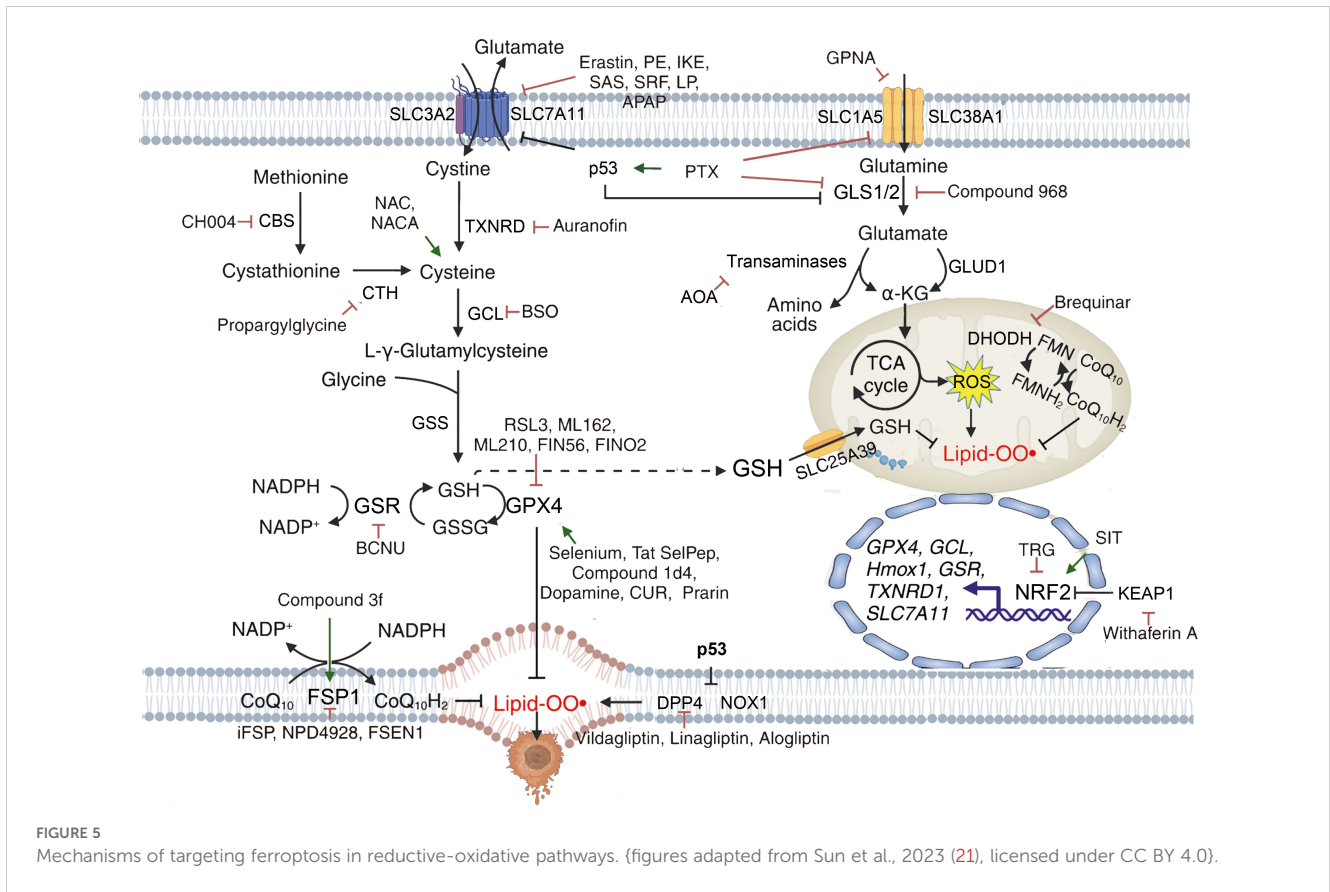 Glutamate
Erastin, PE, IKE,
SAS, SRF, LP,
APAP
GPNA
SLC3A2
SLC7A11
SLC1A5
SLC38A1
Cystine
p53
PTX
Glutamine
GLS1/2
Compound 968
Methionine
CH004
CBS
NAC,
NACA
TXNRD
Auranofin
Glutamate
Cystathionine
Cysteine
CTH
Propargylglycine
Transaminases
GLUD1
AOA
Amino
acids
α-KG
Brequinar
GCL
BSO
L-γ-Glutamylcysteine
Glycine
GSS
DHODH
FMN
CoQ10
FMNH2
CoQ10H2
TCA
cycle
ROS
RSL3, ML162,
ML210, FIN56, FINO2
GSH
SLC25A39
GSH
Lipid-OO•
NADPH
NADP+
GSR
BCNU
GSH
GSSG
GPX4
Selenium, Tat SelPep,
Compound 1d4,
Dopamine, CUR, Prarin
GPX4, GCL,
Hmox1, GSR,
TXNRD1,
SLC7A11
TRG
NRF2
SIT
KEAP1
Withaferin A
Compound 3f
NADP+
NADPH
CoQ10
FSP1
CoQ10H2
iFSP, NPD4928, FSEN1
Lipid-OO•
p53
DPP4
NOX1
Vildagliptin, Linagliptin, Alogliptin
FIGURE 5
Mechanisms of targeting ferroptosis in reductive-oxidative pathways. {figures adapted from Sun et al., 2023 (21), licensed under CC BY 4.0}.